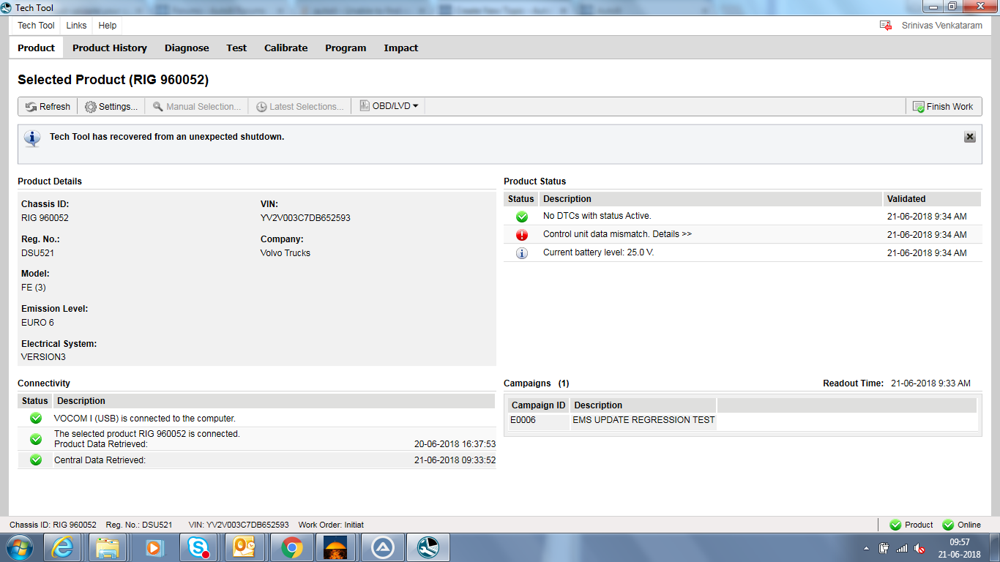 Tech Tool
Tech Tool Links Help
Srinivas Venkataram
Product Product History Diagnose Test Calibrate Program Impact
Selected Product (RIG 960052)
Refresh Settings... Manual Selection... Latest Selections... OBD/LVD Finish Work
Tech Tool has recovered from an unexpected shutdown.
Product Details
Chassis ID: VIN:
RIG 960052 YV2V003C7DB652593
Reg. No.: Company:
DSU521 Volvo Trucks
Model:
FE (3)
Emission Level:
EURO 6
Electrical System:
VERSION3
Product Status
Status Description Validated
No DTCs with status Active. 21-06-2018 9:34 AM
Control unit data mismatch. Details >> 21-06-2018 9:34 AM
Current battery level: 25.0 V. 21-06-2018 9:34 AM
Connectivity
Status Description
VOCOM I (USB) is connected to the computer.
The selected product RIG 960052 is connected.
Product Data Retrieved: 20-06-2018 16:37:53
Central Data Retrieved: 21-06-2018 09:33:52
Campaigns (1) Readout Time: 21-06-2018 9:33 AM
Campaign ID Description
E0006 EMS UPDATE REGRESSION TEST
Chassis ID: RIG 960052 Reg. No.: DSU521 VIN: YV2V003C7DB652593 Work Order: Initiat Product Online
09:57
21-06-2018